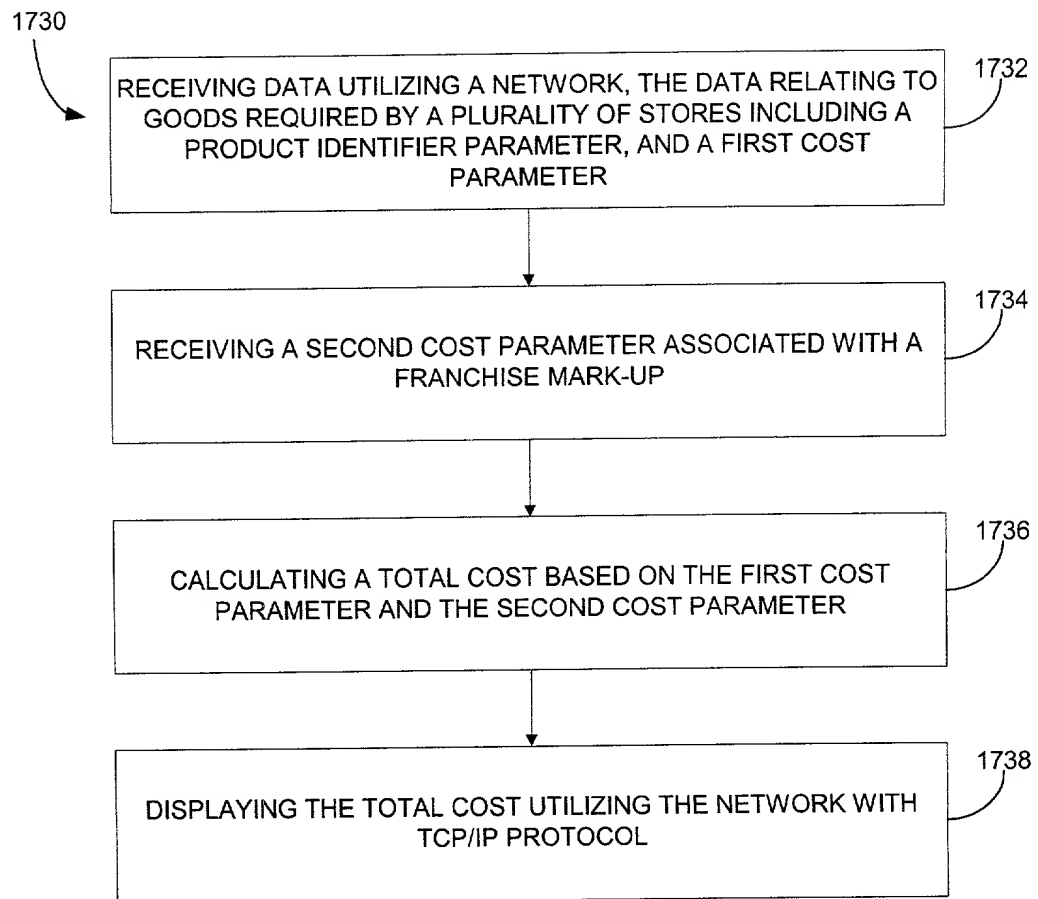 1730
1732
RECEIVING DATA UTILIZING A NETWORK, THE DATA RELATING TO
GOODS REQUIRED BY A PLURALITY OF STORES INCLUDING A
PRODUCT IDENTIFIER PARAMETER, AND A FIRST COST
PARAMETER
1734
RECEIVING A SECOND COST PARAMETER ASSOCIATED WITH A
FRANCHISE MARK-UP
1736
CALCULATING A TOTAL COST BASED ON THE FIRST COST
PARAMETER AND THE SECOND COST PARAMETER
1738
DISPLAYING THE TOTAL COST UTILIZING THE NETWORK WITH
TCP/IP PROTOCOL